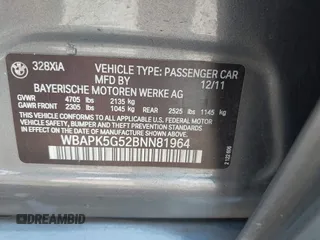 BMW
328XIA
VEHICLE TYPE: PASSENGER CAR
BAYERISCHE MOTOREN WERKE AG
12/11
GVWR 4705 lbs 2135 kg
GAWR FRONT 2305 lbs 1045 kg GAWR REAR 2525 lbs 1145 kg
THIS VEHICLE CONFORMS TO ALL APPLICABLE FEDERAL MOTOR
VEHICLE SAFETY, BUMPER, AND THEFT PREVENTION STANDARDS
IN EFFECT ON THE DATE OF MANUFACTURE SHOWN ABOVE.
WBAPK5G52BNN81964
DREAMBID